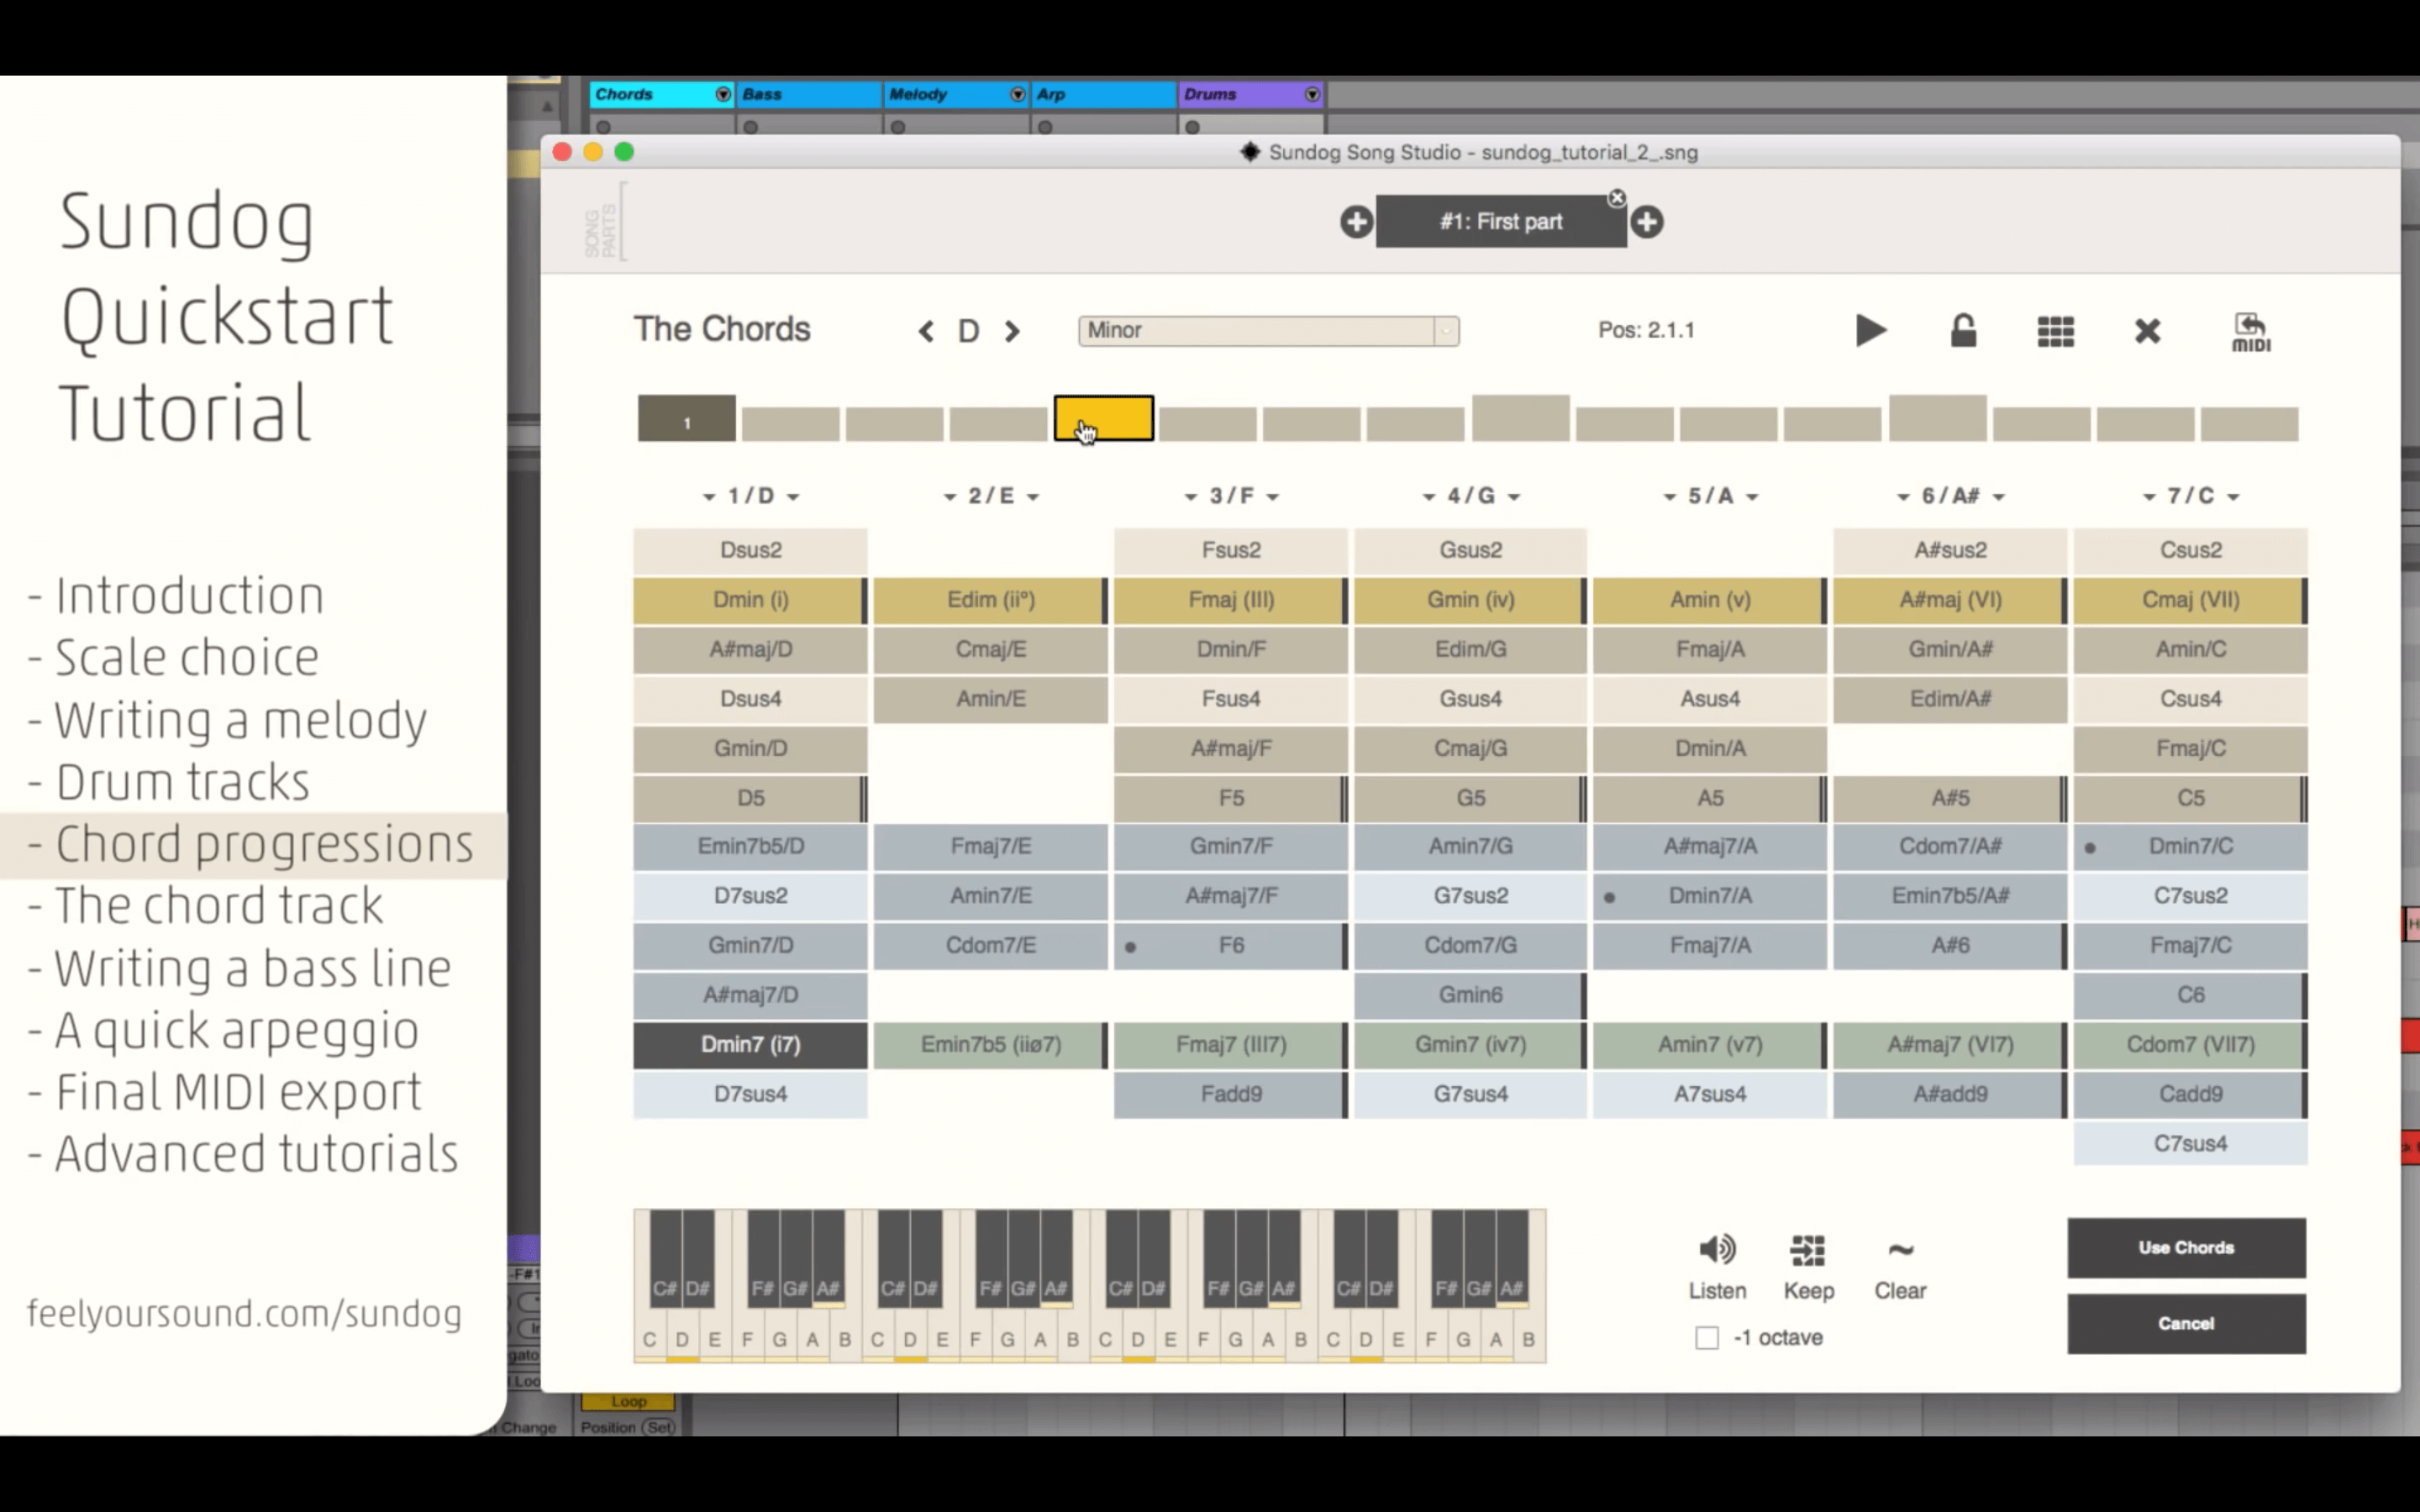 Chords
Bass
Melody
Arp
Drums
Sundog
Quickstart
Tutorial
- Introduction
- Scale choice
- Writing a melody
- Drum tracks
- Chord progressions
- The chord track
- Writing a bass line
- A quick arpeggio
- Final MIDI export
- Advanced tutorials
feelyoursound.com/sundog
Sundog Song Studio - sundog_tutorial_2_.sng
SONG
PARTS
#1: First part
The Chords
D
Minor
Pos: 2.1.1
MIDI
1
1 / D
2 / E
3 / F
4 / G
5 / A
6 / A#
7 / C
Dsus2 Fsus2 Gsus2 A#sus2 Csus2
Dmin (i) Edim (ii°) Fmaj (III) Gmin (iv) Amin (v) A#maj (VI) Cmaj (VII)
A#maj/D Cmaj/E Dmin/F Edim/G Fmaj/A Gmin/A# Amin/C
Dsus4 Amin/E Fsus4 Gsus4 Asus4 Edim/A# Csus4
Gmin/D A#maj/F Cmaj/G Dmin/A Fmaj/C
D5 F5 G5 A5 A#5 C5
Emin7b5/D Fmaj7/E Gmin7/F Amin7/G A#maj7/A Cdom7/A# Dmin7/C
D7sus2 Amin7/E A#maj7/F G7sus2 Dmin7/A Emin7b5/A# C7sus2
Gmin7/D Cdom7/E F6 Cdom7/G Fmaj7/A A#6 Fmaj7/C
A#maj7/D Gmin6 C6
Dmin7 (i7) Emin7b5 (iiø7) Fmaj7 (III7) Gmin7 (iv7) Amin7 (v7) A#maj7 (VI7) Cdom7 (VII7)
D7sus4 Fadd9 G7sus4 A7sus4 A#add9 Cadd9
C7sus4
C# D# F# G# A# C# D# F# G# A# C# D# F# G# A# C# D# F# G# A#
C D E F G A B C D E F G A B C D E F G A B C D E F G A B
Listen
Keep
Clear
-1 octave
Use Chords
Cancel
-F#1
Loop
Change
Position
Set